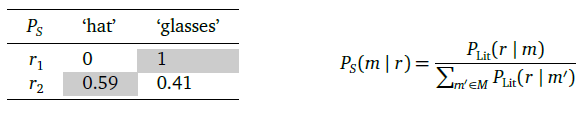 P_S ‘hat’ ‘glasses’
r_1 0 1
r_2 0.59 0.41
P_S(m | r) = P_Lit(r | m) / ∑_{m′∈M} P_Lit(r | m′)